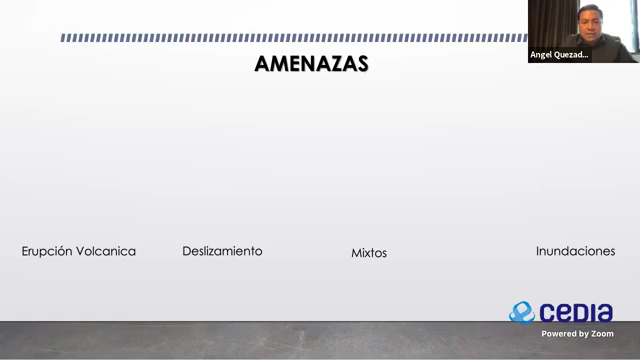 Angel Quezad...
AMENAZAS
Erupción Volcanica
Deslizamiento
Mixtos
Inundaciones
CEDIA
Powered by Zoom